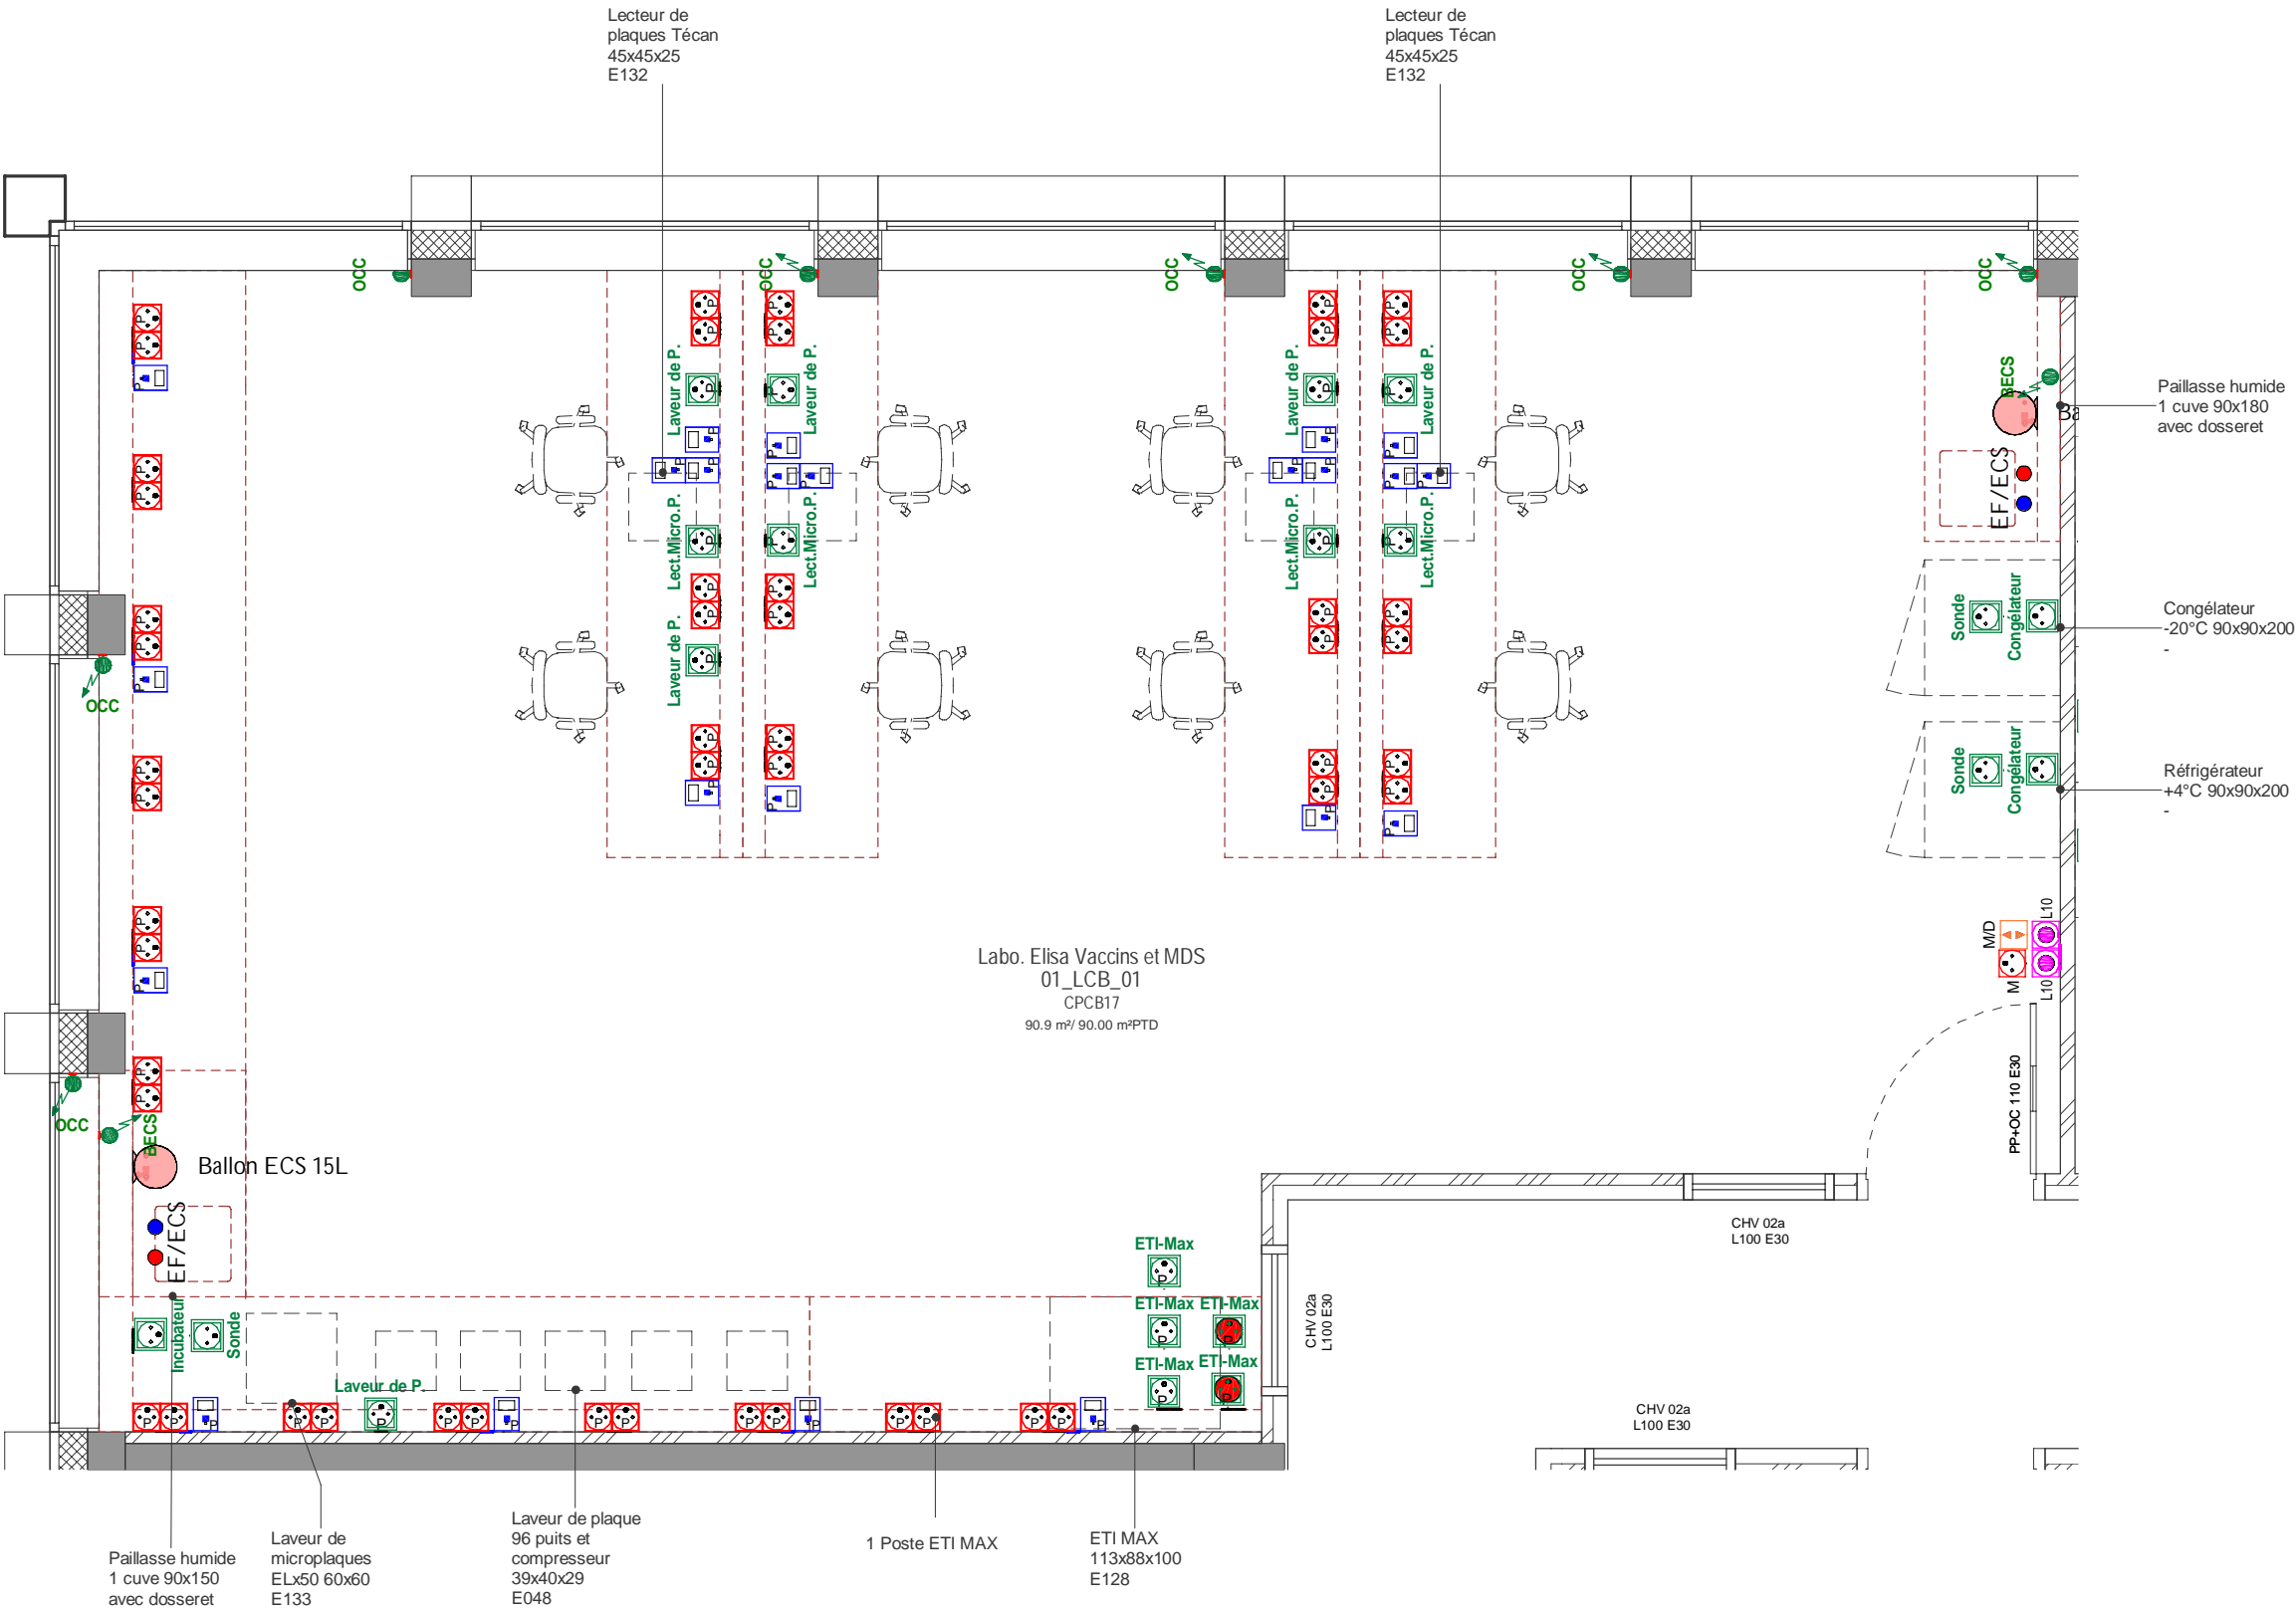 Lecteur de
plaques Técan
45x45x25
E132
Lecteur de
plaques Técan
45x45x25
E132
OCC
OCC
OCC
OCC
OCC
Laveur de P.
Laveur de P.
Laveur de P.
Laveur de P.
BECS
Ba
Paillasse humide
1 cuve 90x180
avec dosseret
EF/ECS
Lect.Micro.P.
Lect.Micro.P.
Lect.Micro.P.
Lect.Micro.P.
Laveur de P.
Sonde
Congélateur
Congélateur
-20°C 90x90x200
-
OCC
Sonde
Congélateur
Réfrigérateur
+4°C 90x90x200
-
Labo. Elisa Vaccins et MDS
01_LCB_01
CPCB17
90.9 m²/ 90.00 m²PTD
M/D
L10
M
L10
PP+OC 110 E30
OCC
BECS
Ballon ECS 15L
EF/ECS
CHV 02a
L100 E30
ETI-Max
ETI-Max
ETI-Max
ETI-Max
ETI-Max
CHV 02a
L100 E30
Incubateur
Sonde
Laveur de P.
CHV 02a
L100 E30
Paillasse humide
1 cuve 90x150
avec dosseret
Laveur de
microplaques
ELx50 60x60
E133
Laveur de plaque
96 puits et
compresseur
39x40x29
E048
1 Poste ETI MAX
ETI MAX
113x88x100
E128